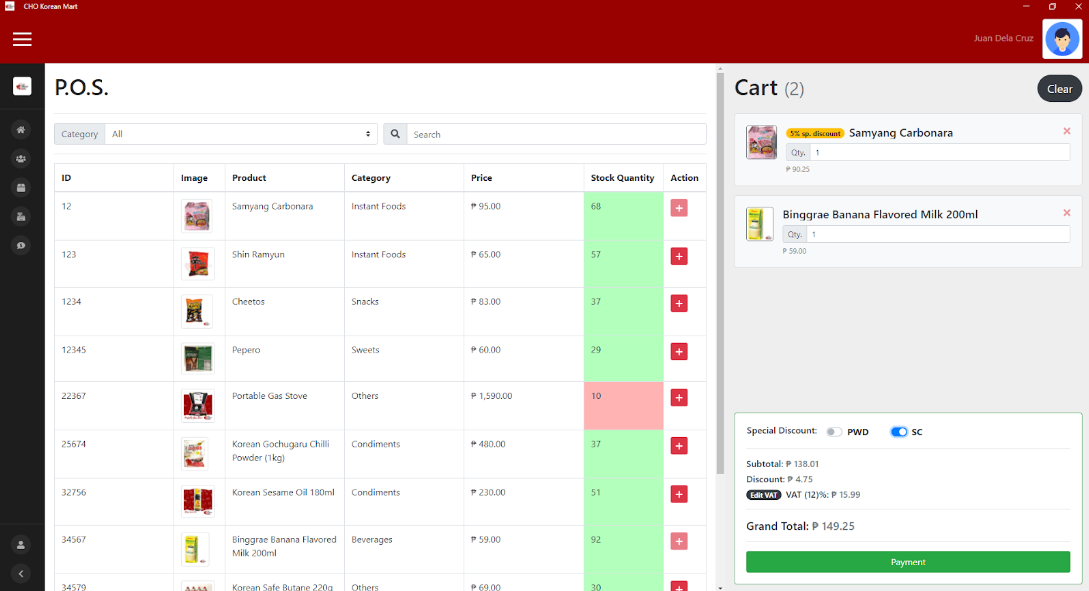 CHO Korean Mart
Juan Dela Cruz
P.O.S.
Category All
Search
ID Image Product Category Price Stock Quantity Action
12 Samyang Carbonara Instant Foods ₱ 95.00 68 +
123 Shin Ramyun Instant Foods ₱ 65.00 57 +
1234 Cheetos Snacks ₱ 83.00 37 +
12345 Pepero Sweets ₱ 60.00 29 +
22367 Portable Gas Stove Others ₱ 1,590.00 10 +
25674 Korean Gochugaru Chilli Condiments ₱ 480.00 37 +
Powder (1kg)
32756 Korean Sesame Oil 180ml Condiments ₱ 230.00 51 +
34567 Binggrae Banana Flavored Beverages ₱ 59.00 92 +
Milk 200ml
34579 Korean Safe Butane 220g Others ₱ 69.00 30 +
Cart (2)
Clear
5% sp. discount Samyang Carbonara
Qty. 1
₱ 90.25
Binggrae Banana Flavored Milk 200ml
Qty. 1
₱ 59.00
Special Discount: PWD SC
Subtotal: ₱ 138.01
Discount: ₱ 4.75
Edit VAT VAT (12)%: ₱ 15.99
Grand Total: ₱ 149.25
Payment